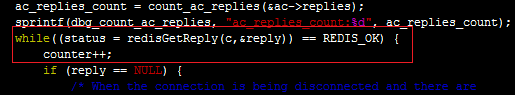 ac_replies_count = count_ac_replies(&ac->replies);
sprintf(dbg_count_ac_replies, "ac_replies_count:%d", ac_replies_count);
while((status = redisGetReply(c,&reply)) == REDIS_OK) {
counter++;
if (reply == NULL) {
/* When the connection is being disconnected and there are